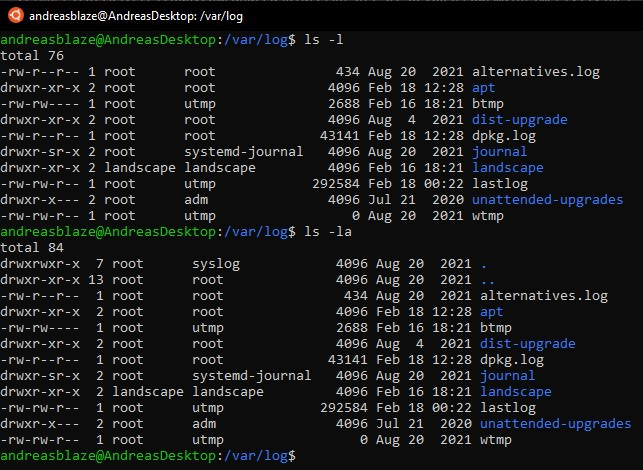 andreasblaze@AndreasDesktop: /var/log
andreasblaze@AndreasDesktop:/var/log$ ls -l
total 76
-rw-r--r-- 1 root      root               434 Aug 20  2021 alternatives.log
drwxr-xr-x 2 root      root              4096 Feb 18 12:28 apt
-rw-rw---- 1 root      utmp              2688 Feb 16 18:21 btmp
drwxr-xr-x 2 root      root              4096 Aug  4  2021 dist-upgrade
-rw-r--r-- 1 root      root             43141 Feb 18 12:28 dpkg.log
drwxr-sr-x 2 root      systemd-journal   4096 Aug 20  2021 journal
drwxr-xr-x 2 landscape landscape         4096 Feb 16 18:21 landscape
-rw-rw-r-- 1 root      utmp            292584 Feb 18 00:22 lastlog
drwxr-x--- 2 root      adm               4096 Jul 21  2020 unattended-upgrades
-rw-rw-r-- 1 root      utmp                 0 Aug 20  2021 wtmp
andreasblaze@AndreasDesktop:/var/log$ ls -la
total 84
drwxrwxr-x  7 root      syslog            4096 Aug 20  2021 .
drwxr-xr-x 13 root      root              4096 Aug 20  2021 ..
-rw-r--r--  1 root      root               434 Aug 20  2021 alternatives.log
drwxr-xr-x  2 root      root              4096 Feb 18 12:28 apt
-rw-rw----  1 root      utmp              2688 Feb 16 18:21 btmp
drwxr-xr-x  2 root      root              4096 Aug  4  2021 dist-upgrade
-rw-r--r--  1 root      root             43141 Feb 18 12:28 dpkg.log
drwxr-sr-x  2 root      systemd-journal   4096 Aug 20  2021 journal
drwxr-xr-x  2 landscape landscape         4096 Feb 16 18:21 landscape
-rw-rw-r--  1 root      utmp            292584 Feb 18 00:22 lastlog
drwxr-x---  2 root      adm               4096 Jul 21  2020 unattended-upgrades
-rw-rw-r--  1 root      utmp                 0 Aug 20  2021 wtmp
andreasblaze@AndreasDesktop:/var/log$